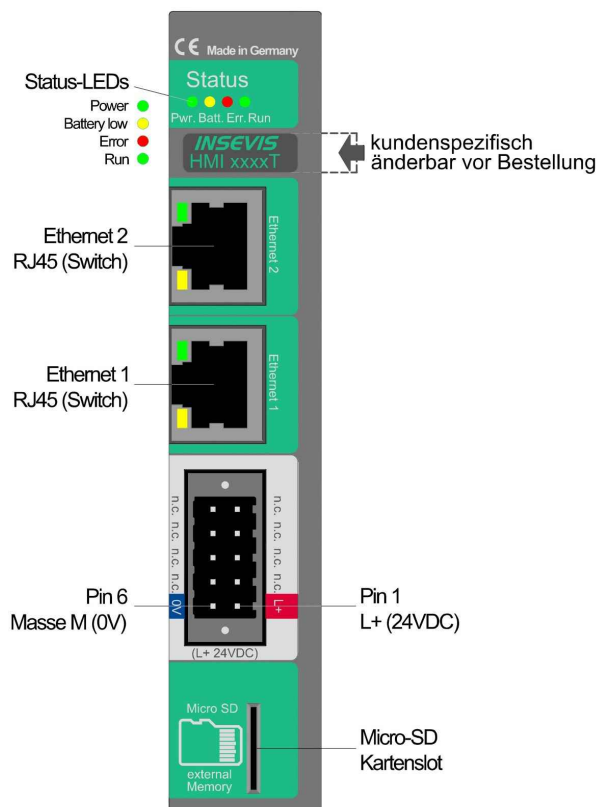 CE Made in Germany
Status-LEDs
Power
Battery low
Error
Run
Status
Pwr. Batt. Err. Run
INSEVIS
HMI xxxxT
kundenspezifisch
änderbar vor Bestellung
Ethernet 2
RJ45 (Switch)
Ethernet 2
Ethernet 1
RJ45 (Switch)
Ethernet 1
n.c. n.c. n.c. n.c. 0V
n.c. n.c. n.c. n.c. L+
(L+ 24VDC)
Pin 6
Masse M (0V)
Pin 1
L+ (24VDC)
Micro SD
external
Memory
Micro-SD
Kartenslot